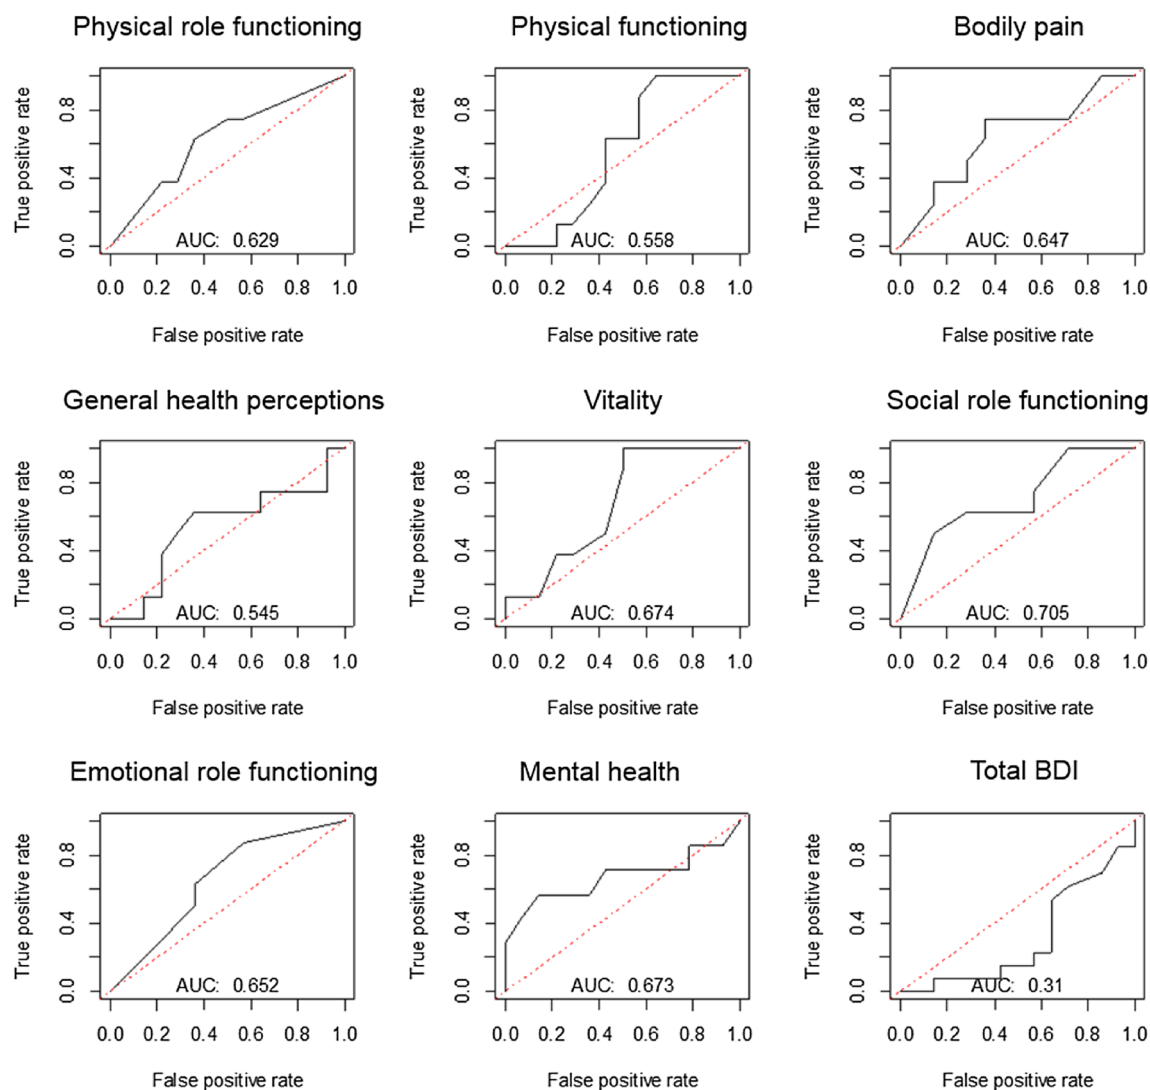 Physical role functioning
True positive rate
0.8
0.4
0.0
AUC: 0.629
0.0 0.2 0.4 0.6 0.8 1.0
False positive rate
Physical functioning
True positive rate
0.8
0.4
0.0
AUC: 0.558
0.0 0.2 0.4 0.6 0.8 1.0
False positive rate
Bodily pain
True positive rate
0.8
0.4
0.0
AUC: 0.647
0.0 0.2 0.4 0.6 0.8 1.0
False positive rate
General health perceptions
True positive rate
0.8
0.4
0.0
AUC: 0.545
0.0 0.2 0.4 0.6 0.8 1.0
False positive rate
Vitality
True positive rate
0.8
0.4
0.0
AUC: 0.674
0.0 0.2 0.4 0.6 0.8 1.0
False positive rate
Social role functioning
True positive rate
0.8
0.4
0.0
AUC: 0.705
0.0 0.2 0.4 0.6 0.8 1.0
False positive rate
Emotional role functioning
True positive rate
0.8
0.4
0.0
AUC: 0.652
0.0 0.2 0.4 0.6 0.8 1.0
False positive rate
Mental health
True positive rate
0.8
0.4
0.0
AUC: 0.673
0.0 0.2 0.4 0.6 0.8 1.0
False positive rate
Total BDI
True positive rate
0.8
0.4
0.0
AUC: 0.31
0.0 0.2 0.4 0.6 0.8 1.0
False positive rate